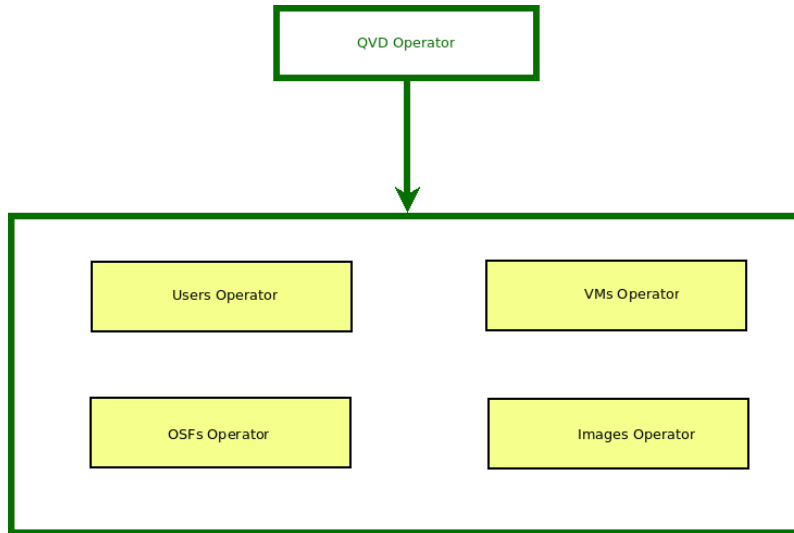 QVD Operator
Users Operator
VMs Operator
OSFs Operator
Images Operator